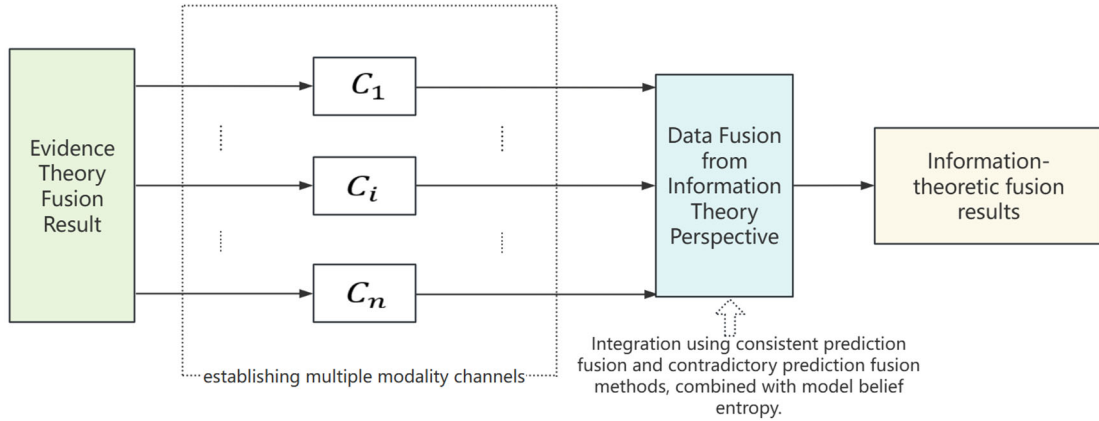 Evidence
Theory
Fusion
Result
C₁
Cᵢ
Cₙ
establishing multiple modality channels
Data Fusion
from
Information
Theory
Perspective
Integration using consistent prediction
fusion and contradictory prediction fusion
methods, combined with model belief
entropy.
Information-
theoretic fusion
results